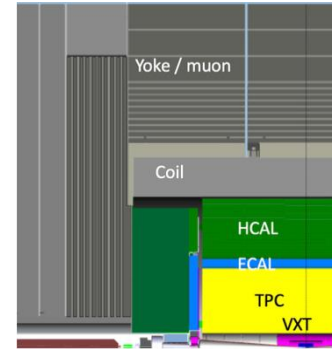 Yoke / muon
Coil
HCAL
ECAL
TPC
VXT